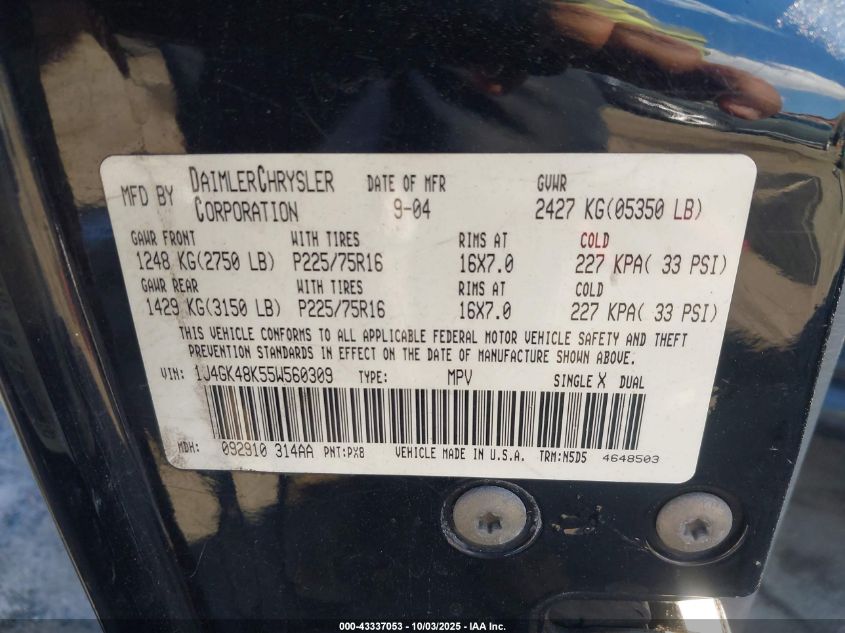 MFD BY DAIMLERCHRYSLER CORPORATION DATE OF MFR 9-04 GVWR 2427 KG(05350 LB)
GAWR FRONT WITH TIRES RIMS AT COLD
1248 KG(2750 LB) P225/75R16 16X7.0 227 KPA( 33 PSI)
GAWR REAR WITH TIRES RIMS AT COLD
1429 KG(3150 LB) P225/75R16 16X7.0 227 KPA( 33 PSI)
THIS VEHICLE CONFORMS TO ALL APPLICABLE FEDERAL MOTOR VEHICLE SAFETY AND THEFT
PREVENTION STANDARDS IN EFFECT ON THE DATE OF MANUFACTURE SHOWN ABOVE.
VIN: 1J4GK48K55W560309 TYPE: MPV SINGLE X DUAL
MDH: 092910 314AA PNT:PX8 VEHICLE MADE IN U.S.A. TRM:N5D5 4648503
000-43337053 - 10/03/2025 - IAA Inc.